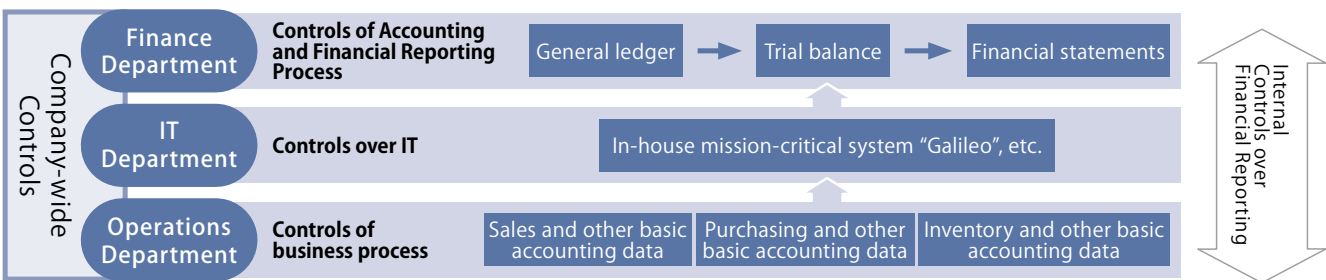 Company-wide
Controls
Finance
Department
Controls of Accounting
and Financial Reporting
Process
General ledger
Trial balance
Financial statements
IT
Department
Controls over IT
In-house mission-critical system “Galileo”, etc.
Operations
Department
Controls of
business process
Sales and other basic
accounting data
Purchasing and other
basic accounting data
Inventory and other basic
accounting data
Internal
Controls over
Financial Reporting